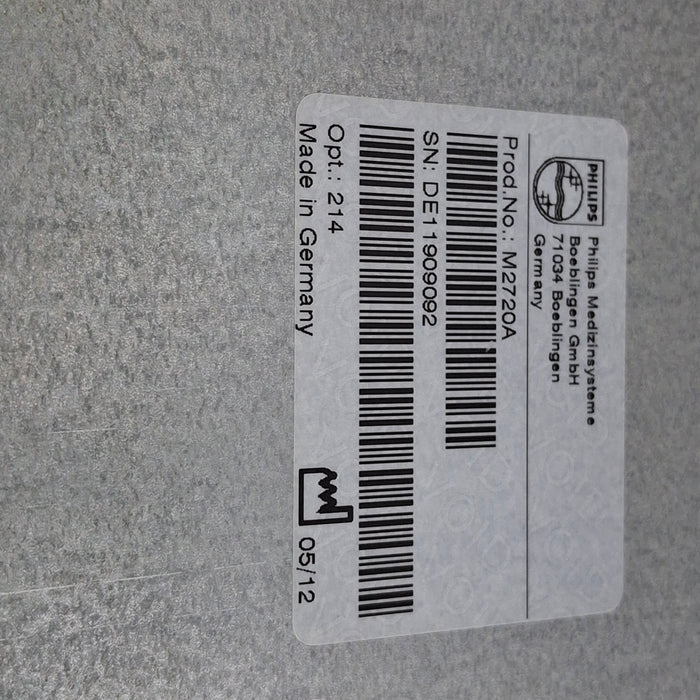 PHILIPS
Philips Medizinsysteme
Boeblingen GmbH
71034 Boeblingen
Germany
Prod.No.: M2720A
SN: DE11909092
Opt.: 214
Made in Germany
05/12